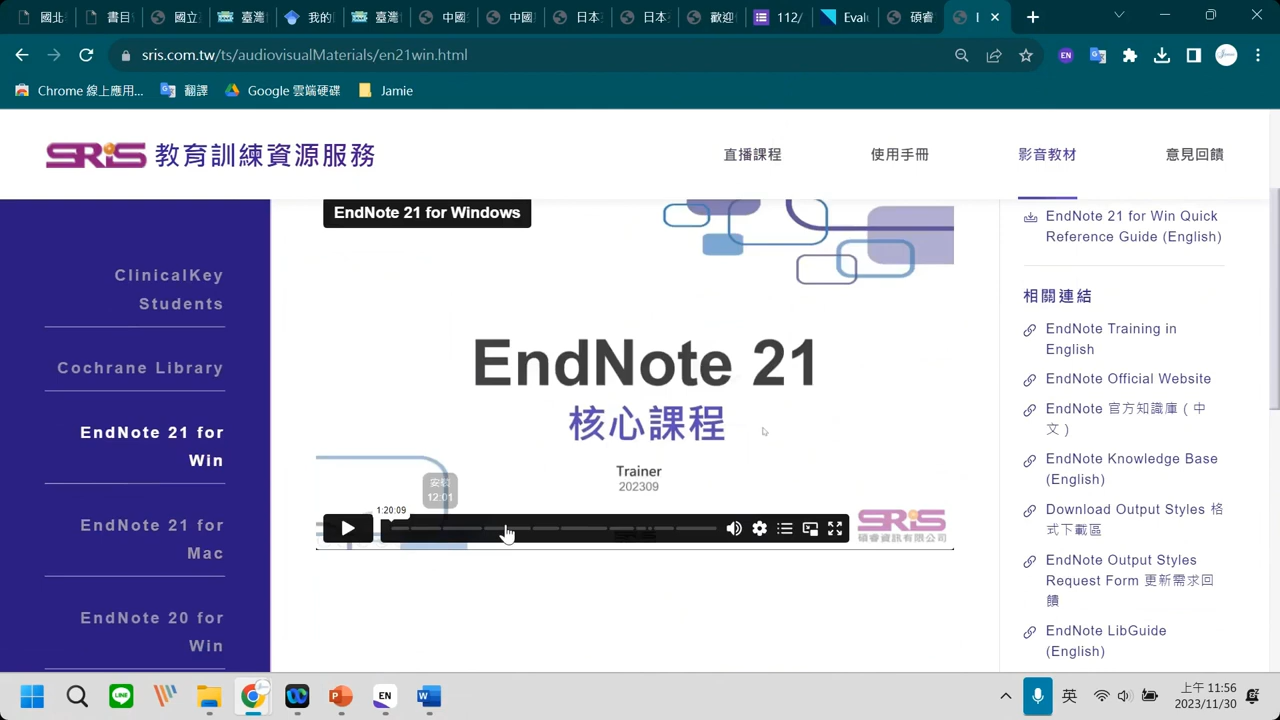 國北
書目
國立
臺灣
我的
臺灣
中國
中國
日本
日本
歡迎
112/
Evalu
碩睿
sris.com.tw/ts/audiovisualMaterials/en21win.html
EN
Chrome 線上應用...
翻譯
Google 雲端硬碟
Jamie
SRIS 教育訓練資源服務
直播課程
使用手冊
影音教材
意見回饋
ClinicalKey
Students
Cochrane Library
EndNote 21 for
Win
EndNote 21 for
Mac
EndNote 20 for
Win
EndNote 21 for Windows
EndNote 21
核心課程
Trainer
202309
安裝
12:01
1:20:09
SRIS
碩睿資訊有限公司
EndNote 21 for Win Quick
Reference Guide (English)
相關連結
EndNote Training in
English
EndNote Official Website
EndNote 官方知識庫 ( 中
文 )
EndNote Knowledge Base
(English)
Download Output Styles 格
式下載區
EndNote Output Styles
Request Form 更新需求回
饋
EndNote LibGuide
(English)
LINE
EN
英
上午 11:56
2023/11/30